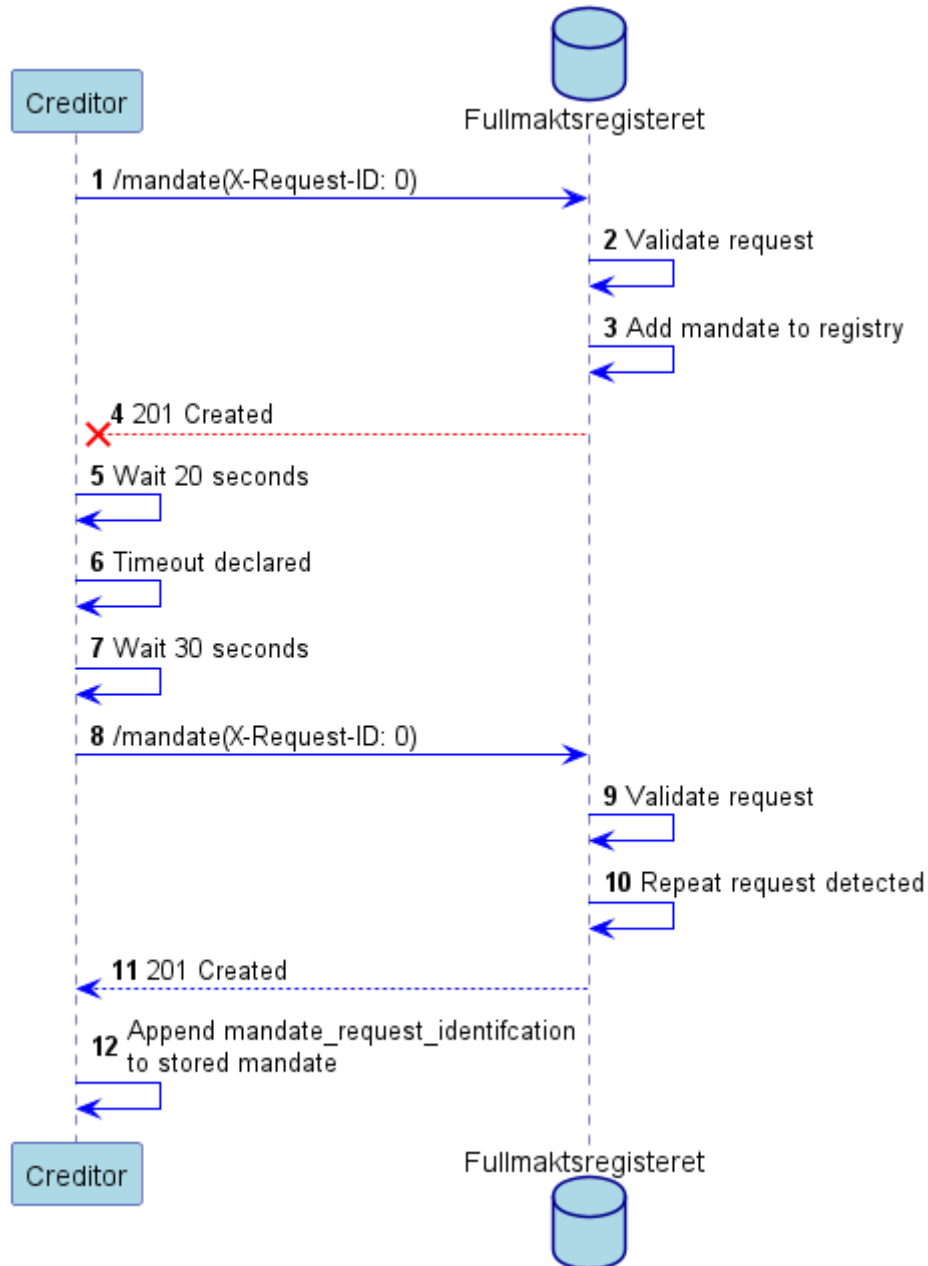 Creditor
Fullmaktsregisteret
1 /mandate(X-Request-ID: 0)
2 Validate request
3 Add mandate to registry
4 201 Created
5 Wait 20 seconds
6 Timeout declared
7 Wait 30 seconds
8 /mandate(X-Request-ID: 0)
9 Validate request
10 Repeat request detected
11 201 Created
12 Append mandate_request_identifcation
to stored mandate
Creditor
Fullmaktsregisteret